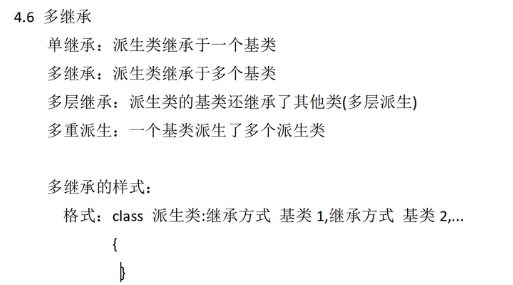 4.6 多继承
单继承：派生类继承于一个基类
多继承：派生类继承于多个基类
多层继承：派生类的基类还继承了其他类(多层派生)
多重派生：一个基类派生了多个派生类
多继承的样式：
格式：class 派生类:继承方式 基类 1,继承方式 基类 2,...
{
}